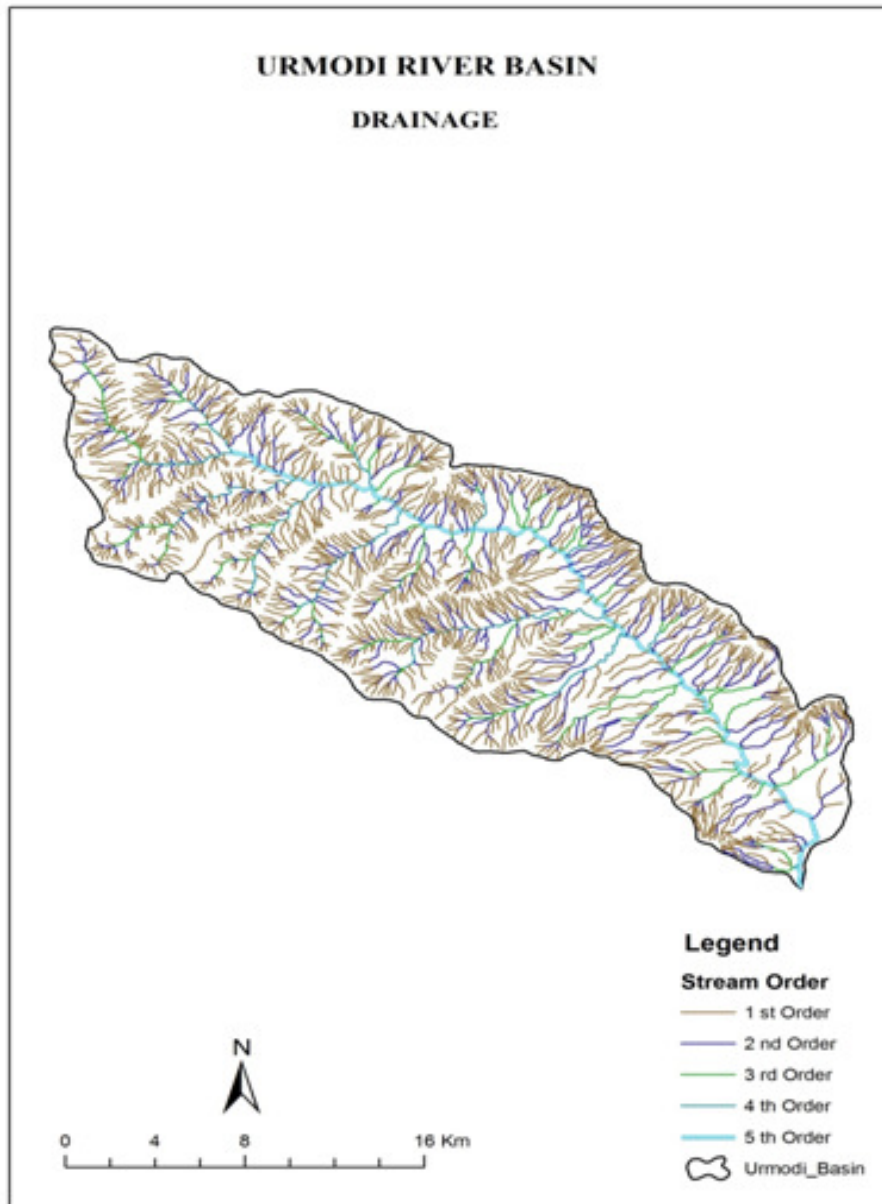 URMODI RIVER BASIN
DRAINAGE
Legend
Stream Order
1 st Order
2 nd Order
3 rd Order
4 th Order
5 th Order
Urmodi_Basin
N
0 4 8 16 Km